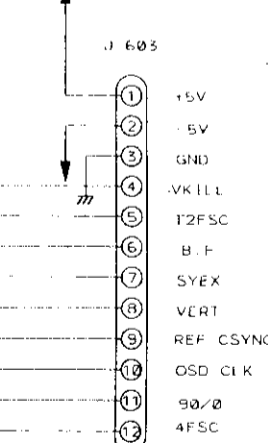 J 603
1 +5V
2 -5V
3 GND
4 VKILL
5 12FSC
6 B.F
7 SYEX
8 VERT
9 REF CSYNC
10 OSD CLK
11 90/0
12 4FSC